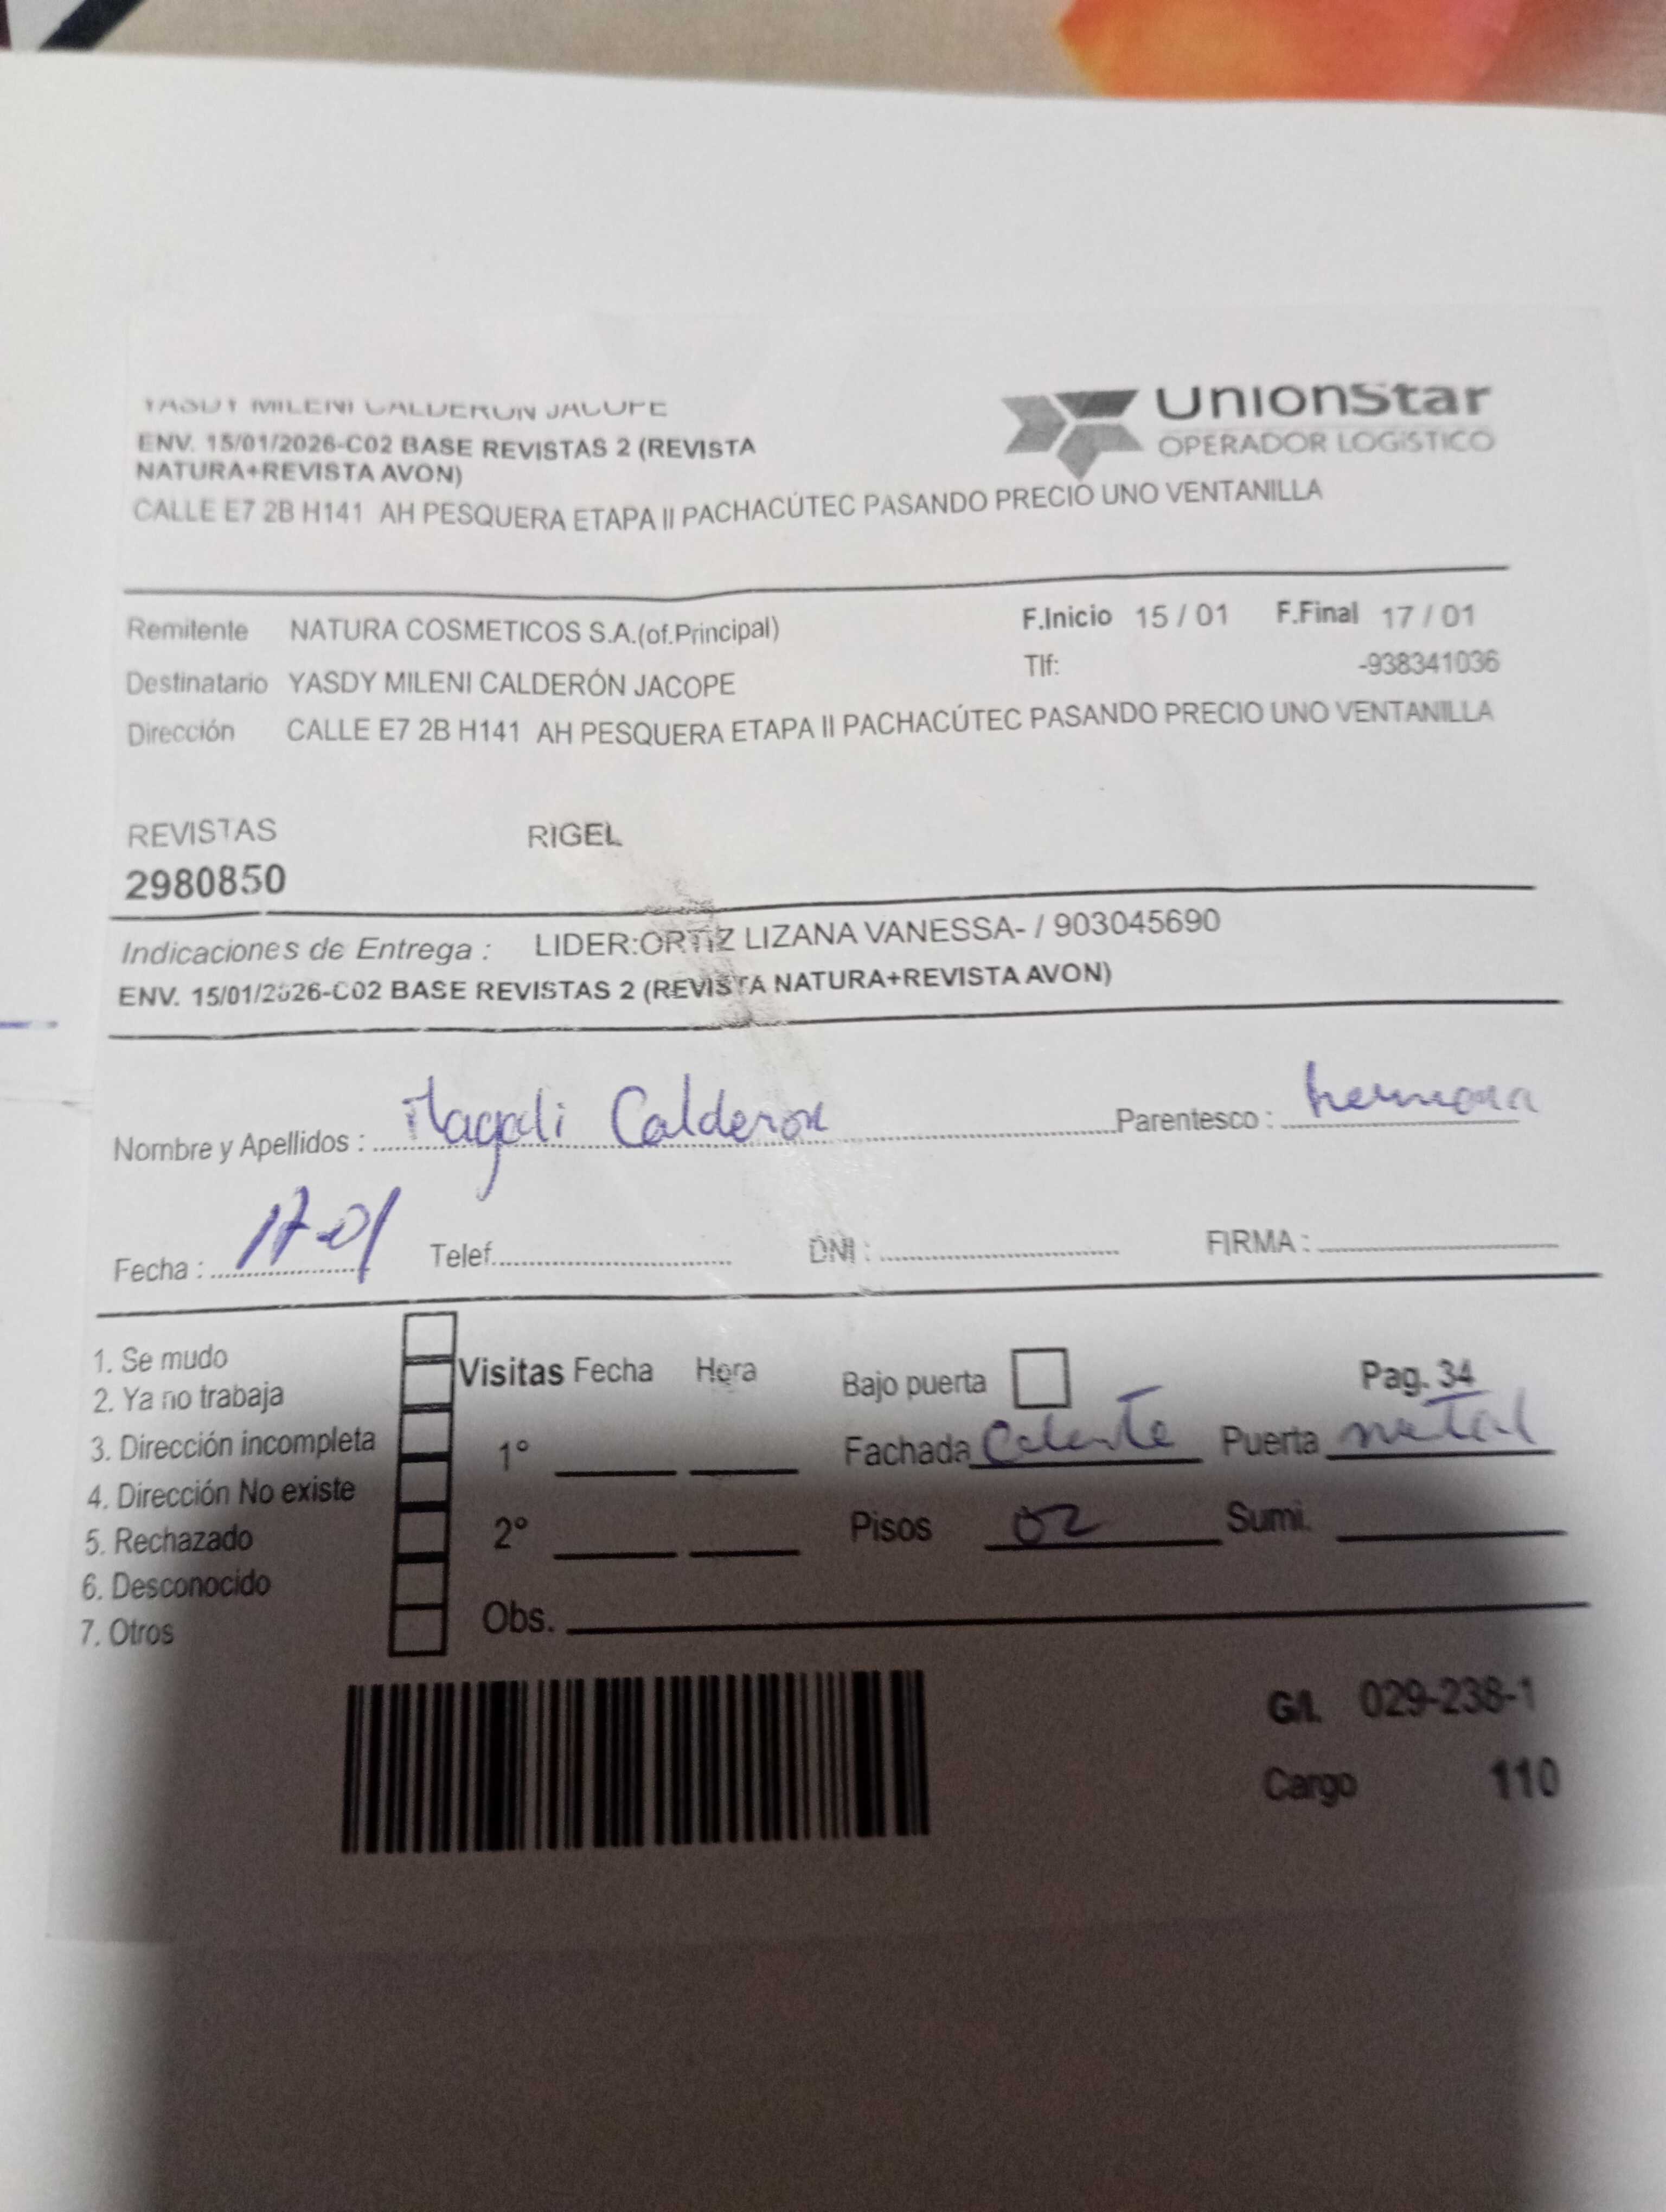 YASDY MILENI CALDERÓN JACOPE
UnionStar
OPERADOR LOGÍSTICO
ENV. 15/01/2026-C02 BASE REVISTAS 2 (REVISTA
NATURA+REVISTA AVON)
CALLE E7 2B H141 AH PESQUERA ETAPA II PACHACÚTEC PASANDO PRECIO UNO VENTANILLA
Remitente NATURA COSMETICOS S.A.(of.Principal) F.Inicio 15 / 01 F.Final 17 / 01
Tlf: -938341036
Destinatario YASDY MILENI CALDERÓN JACOPE
Dirección CALLE E7 2B H141 AH PESQUERA ETAPA II PACHACÚTEC PASANDO PRECIO UNO VENTANILLA
REVISTAS RIGEL
2980850
Indicaciones de Entrega : LIDER:ORTIZ LIZANA VANESSA- / 903045690
ENV. 15/01/2026-C02 BASE REVISTAS 2 (REVISTA NATURA+REVISTA AVON)
Nombre y Apellidos : Magali Calderon Parentesco : hermana
Fecha : 17-01 Telef. DNI : FIRMA :
1. Se mudo
2. Ya no trabaja
3. Dirección incompleta
4. Dirección No existe
5. Rechazado
6. Desconocido
7. Otros
Visitas Fecha Hora
1°
2°
Obs.
Bajo puerta Pag. 34
Fachada Celeste Puerta metal
Pisos 02 Sumi.
G/L 029-238-1
Cargo 110